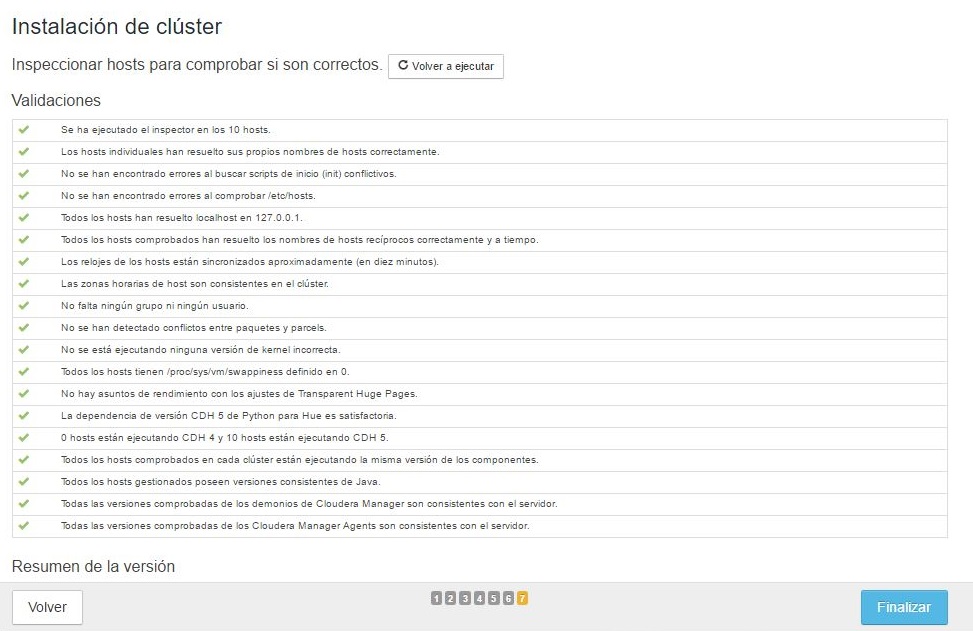 Instalación de clúster
Inspeccionar hosts para comprobar si son correctos. Volver a ejecutar
Validaciones
Se ha ejecutado el inspector en los 10 hosts.
Los hosts individuales han resuelto sus propios nombres de hosts correctamente.
No se han encontrado errores al buscar scripts de inicio (init) conflictivos.
No se han encontrado errores al comprobar /etc/hosts.
Todos los hosts han resuelto localhost en 127.0.0.1.
Todos los hosts comprobados han resuelto los nombres de hosts recíprocos correctamente y a tiempo.
Los relojes de los hosts están sincronizados aproximadamente (en diez minutos).
Las zonas horarias de host son consistentes en el clúster.
No falta ningún grupo ni ningún usuario.
No se han detectado conflictos entre paquetes y parcels.
No se está ejecutando ninguna versión de kernel incorrecta.
Todos los hosts tienen /proc/sys/vm/swappiness definido en 0.
No hay asuntos de rendimiento con los ajustes de Transparent Huge Pages.
La dependencia de versión CDH 5 de Python para Hue es satisfactoria.
0 hosts están ejecutando CDH 4 y 10 hosts están ejecutando CDH 5.
Todos los hosts comprobados en cada clúster están ejecutando la misma versión de los componentes.
Todos los hosts gestionados poseen versiones consistentes de Java.
Todas las versiones comprobadas de los demonios de Cloudera Manager son consistentes con el servidor.
Todas las versiones comprobadas de los Cloudera Manager Agents son consistentes con el servidor.
Resumen de la versión
Volver 1 2 3 4 5 6 7 Finalizar